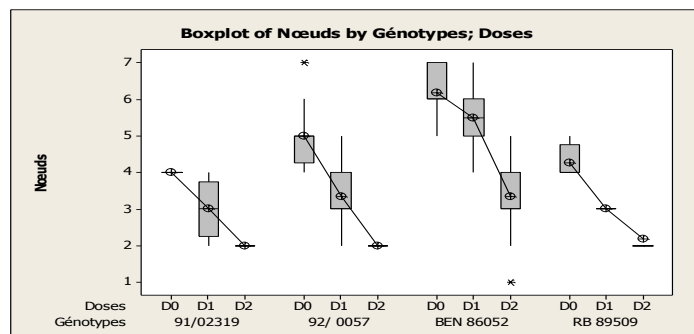 Boxplot of Nœuds by Génotypes; Doses
Nœuds
7
6
5
4
3
2
1
Doses D0 D1 D2 D0 D1 D2 D0 D1 D2 D0 D1 D2
Génotypes 91/02319 92/ 0057 BEN 86052 RB 89509